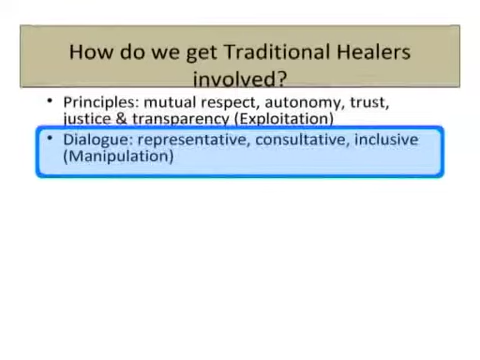 How do we get Traditional Healers
involved?
• Principles: mutual respect, autonomy, trust,
justice & transparency (Exploitation)
• Dialogue: representative, consultative, inclusive
(Manipulation)